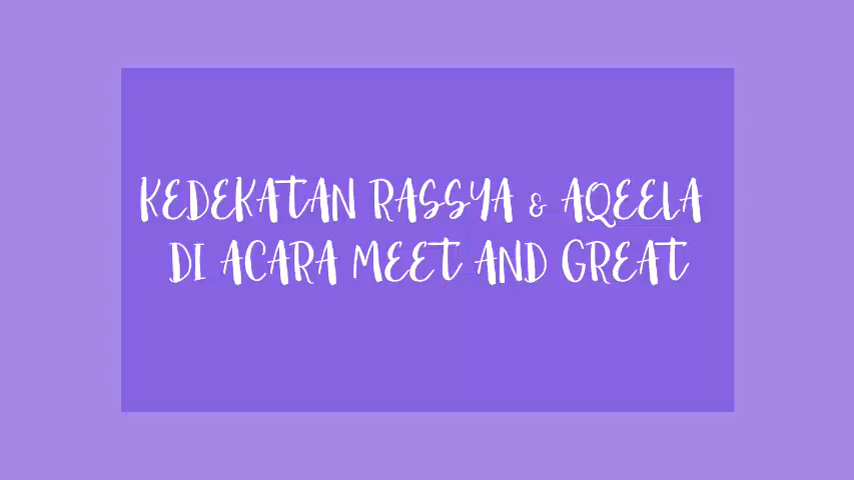 KEDEKATAN RASSYA & AQEELA
DI ACARA MEET AND GREAT